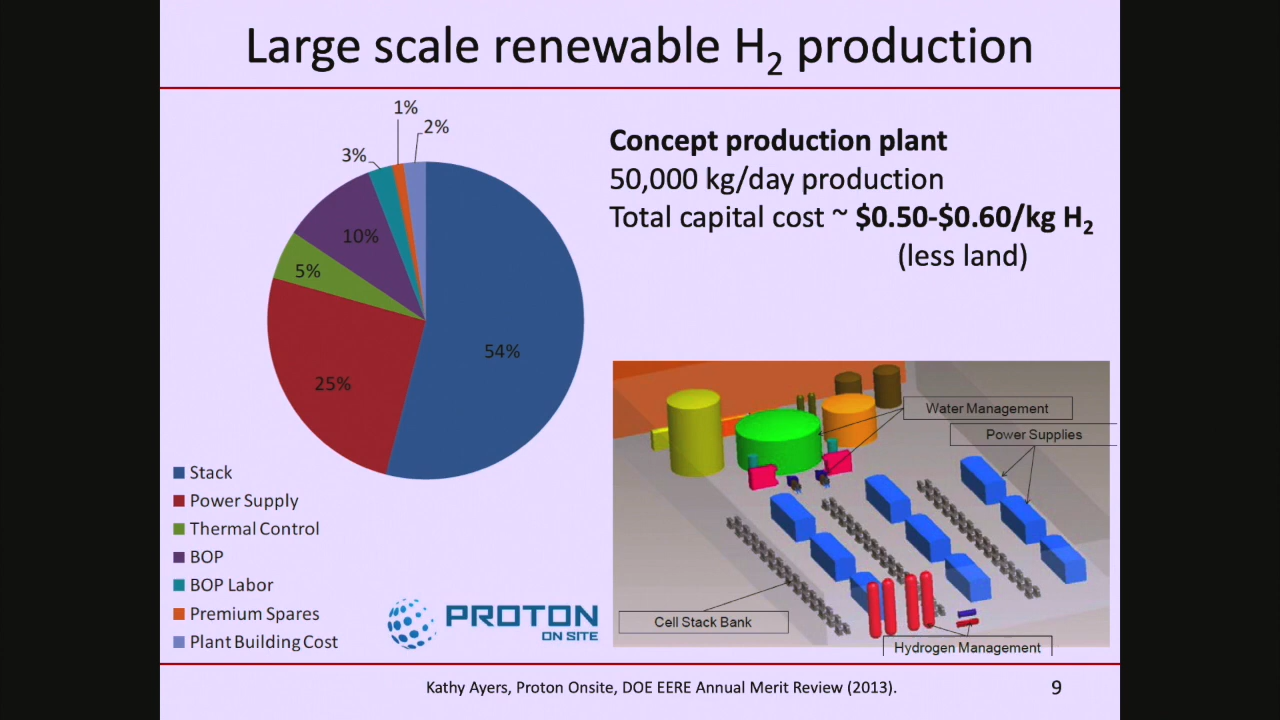 Large scale renewable H₂ production
1%
2%
3%
10%
5%
54%
25%
Stack
Power Supply
Thermal Control
BOP
BOP Labor
Premium Spares
Plant Building Cost
PROTON
ON SITE
Concept production plant
50,000 kg/day production
Total capital cost ~ $0.50-$0.60/kg H₂
(less land)
Water Management
Power Supplies
Cell Stack Bank
Hydrogen Management
Kathy Ayers, Proton Onsite, DOE EERE Annual Merit Review (2013).
9